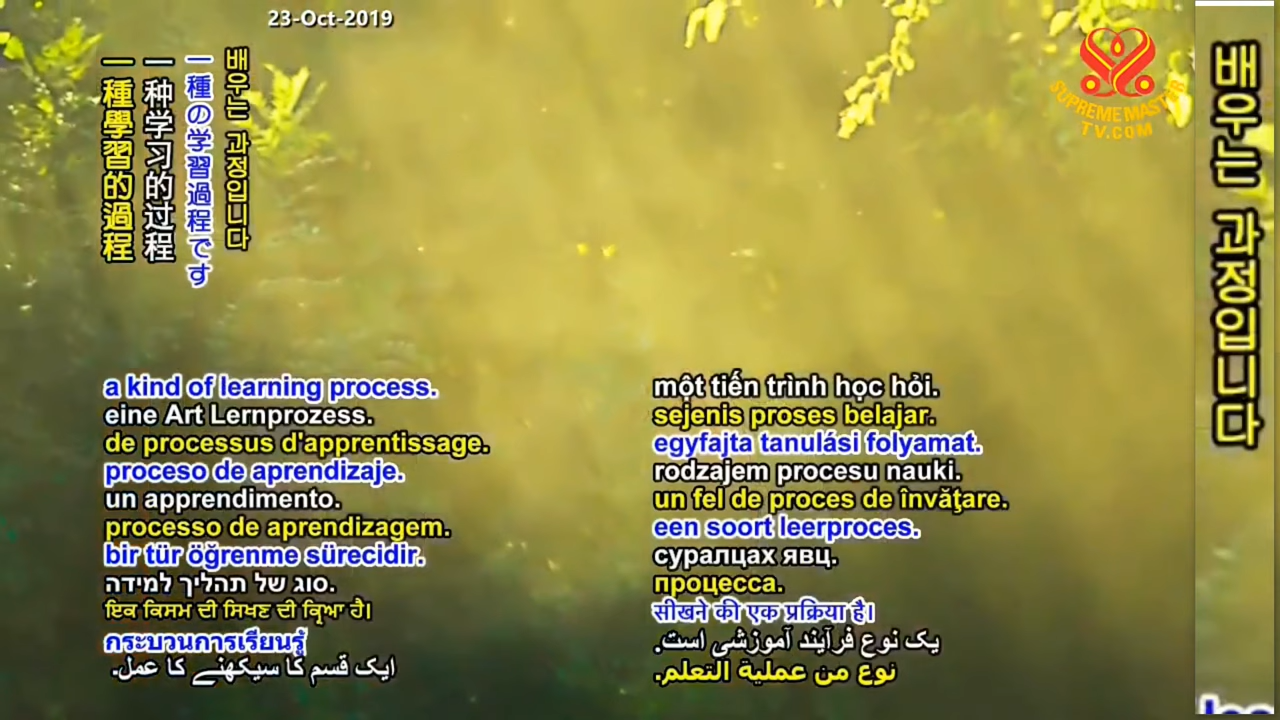 23-Oct-2019
SUPREME MASTER
TV.COM
배우는 과정입니다
一種の学習過程です
一种学习的过程
一種學習的過程
a kind of learning process.
eine Art Lernprozess.
de processus d'apprentissage.
proceso de aprendizaje.
un apprendimento.
processo de aprendizagem.
bir tür öğrenme sürecidir.
סוג של תהליך למידה.
ਇਕ ਕਿਸਮ ਦੀ ਸਿਖਣ ਦੀ ਕ੍ਰਿਆ ਹੈ।
กระบวนการเรียนรู้
ایک قسم کا سیکھنے کا عمل.
một tiến trình học hỏi.
sejenis proses belajar.
egyfajta tanulási folyamat.
rodzajem procesu nauki.
un fel de proces de învăţare.
een soort leerproces.
суралцах явц.
процесса.
सीखने की एक प्रक्रिया है।
یک نوع فرآیند آموزشی است.
نوع من عملية التعلم.
배우는 과정입니다